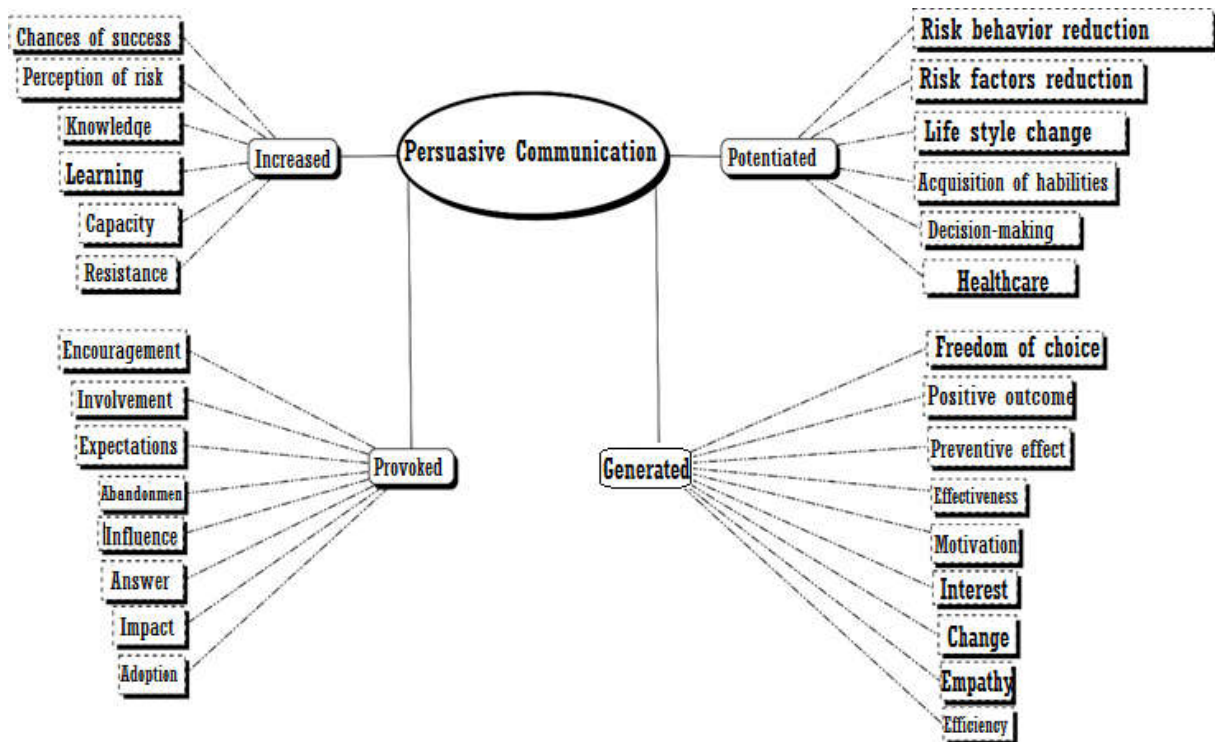 Persuasive Communication
Increased
Chances of success
Perception of risk
Knowledge
Learning
Capacity
Resistance
Potentiated
Risk behavior reduction
Risk factors reduction
Life style change
Acquisition of habilities
Decision-making
Healthcare
Provoked
Encouragement
Involvement
Expectations
Abandonmen
Influence
Answer
Impact
Adoption
Generated
Freedom of choice
Positive outcome
Preventive effect
Effectiveness
Motivation
Interest
Change
Empathy
Efficiency